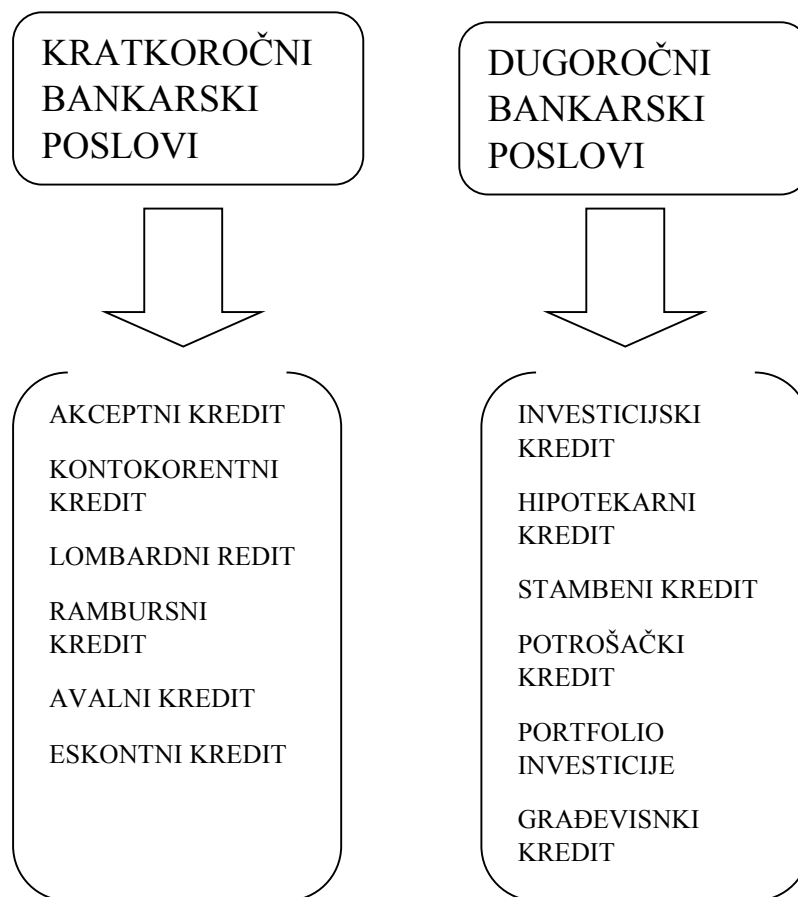 KRATKOROČNI
BANKARSKI
POSLOVI
DUGOROČNI
BANKARSKI
POSLOVI
AKCEPTNI KREDIT
KONTOKORENTNI
KREDIT
LOMBARDNI REDIT
RAMBURSNI
KREDIT
AVALNI KREDIT
ESKONTNI KREDIT
INVESTICIJSKI
KREDIT
HIPOTEKARNI
KREDIT
STAMBENI KREDIT
POTROŠAČKI
KREDIT
PORTFOLIO
INVESTICIJE
GRAĐEVISNKI
KREDIT